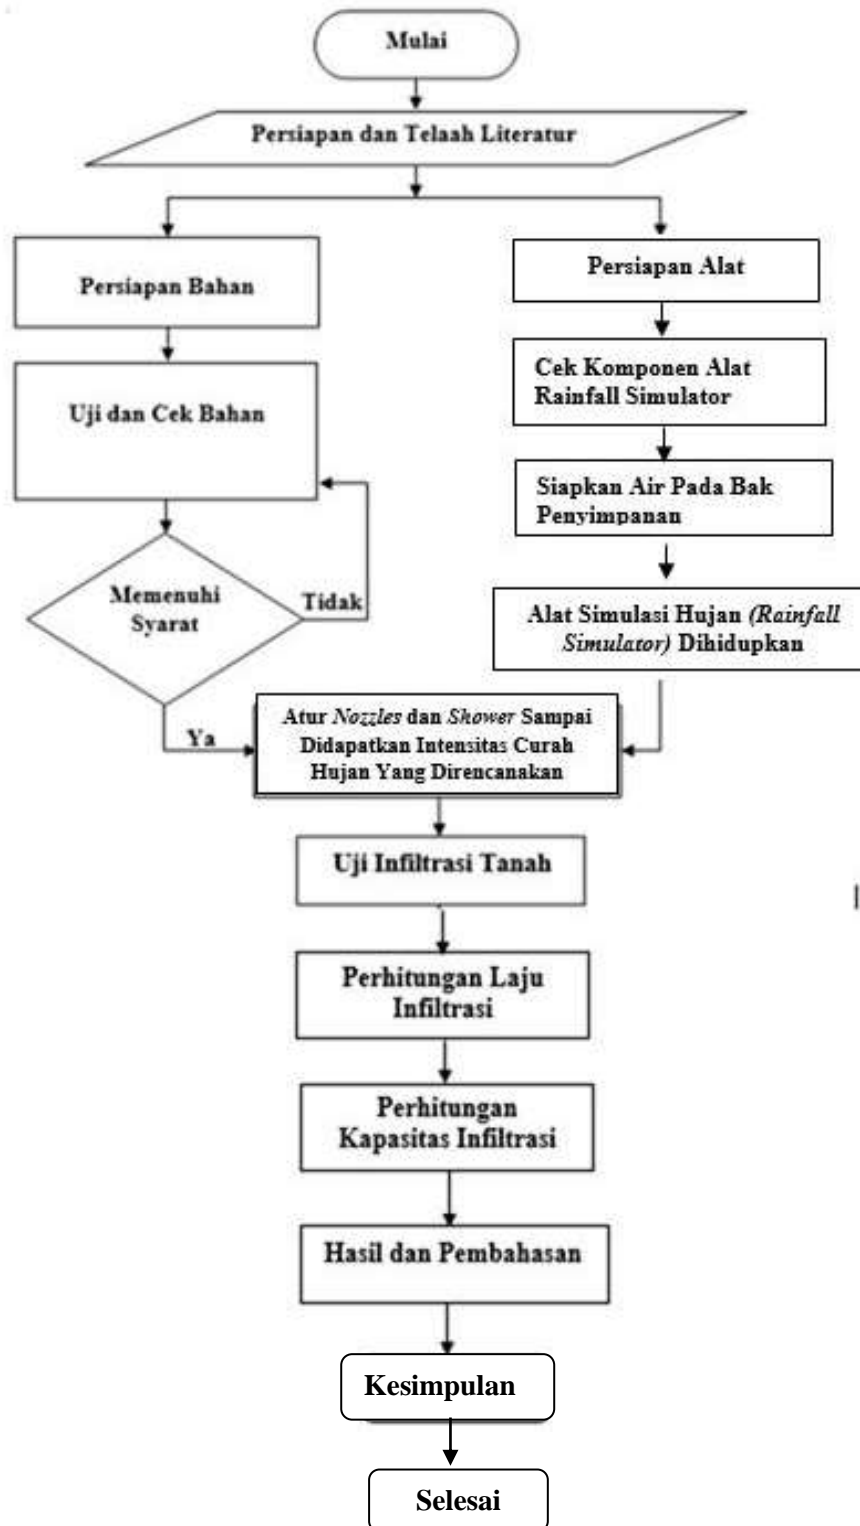 Mulai
Persiapan dan Telaah Literatur
Persiapan Bahan
Uji dan Cek Bahan
Memenuhi
Syarat
Tidak
Ya
Persiapan Alat
Cek Komponen Alat
Rainfall Simulator
Siapkan Air Pada Bak
Penyimpanan
Alat Simulasi Hujan (Rainfall
Simulator) Dihidupkan
Atur Nozzles dan Shower Sampai
Didapatkan Intensitas Curah
Hujan Yang Direncanakan
Uji Infiltrasi Tanah
Perhitungan Laju
Infiltrasi
Perhitungan
Kapasitas Infiltrasi
Hasil dan Pembahasan
Kesimpulan
Selesai